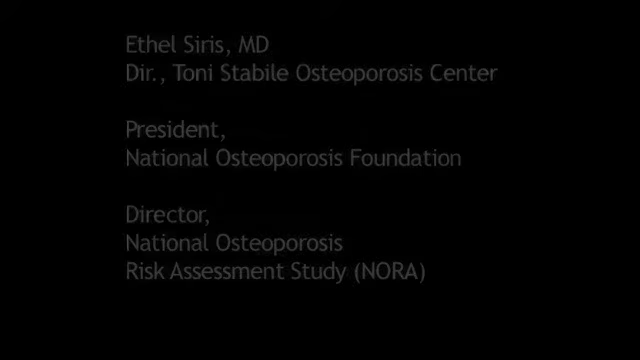 Ethel Siris, MD
Dir., Toni Stabile Osteoporosis Center
President,
National Osteoporosis Foundation
Director,
National Osteoporosis
Risk Assessment Study (NORA)